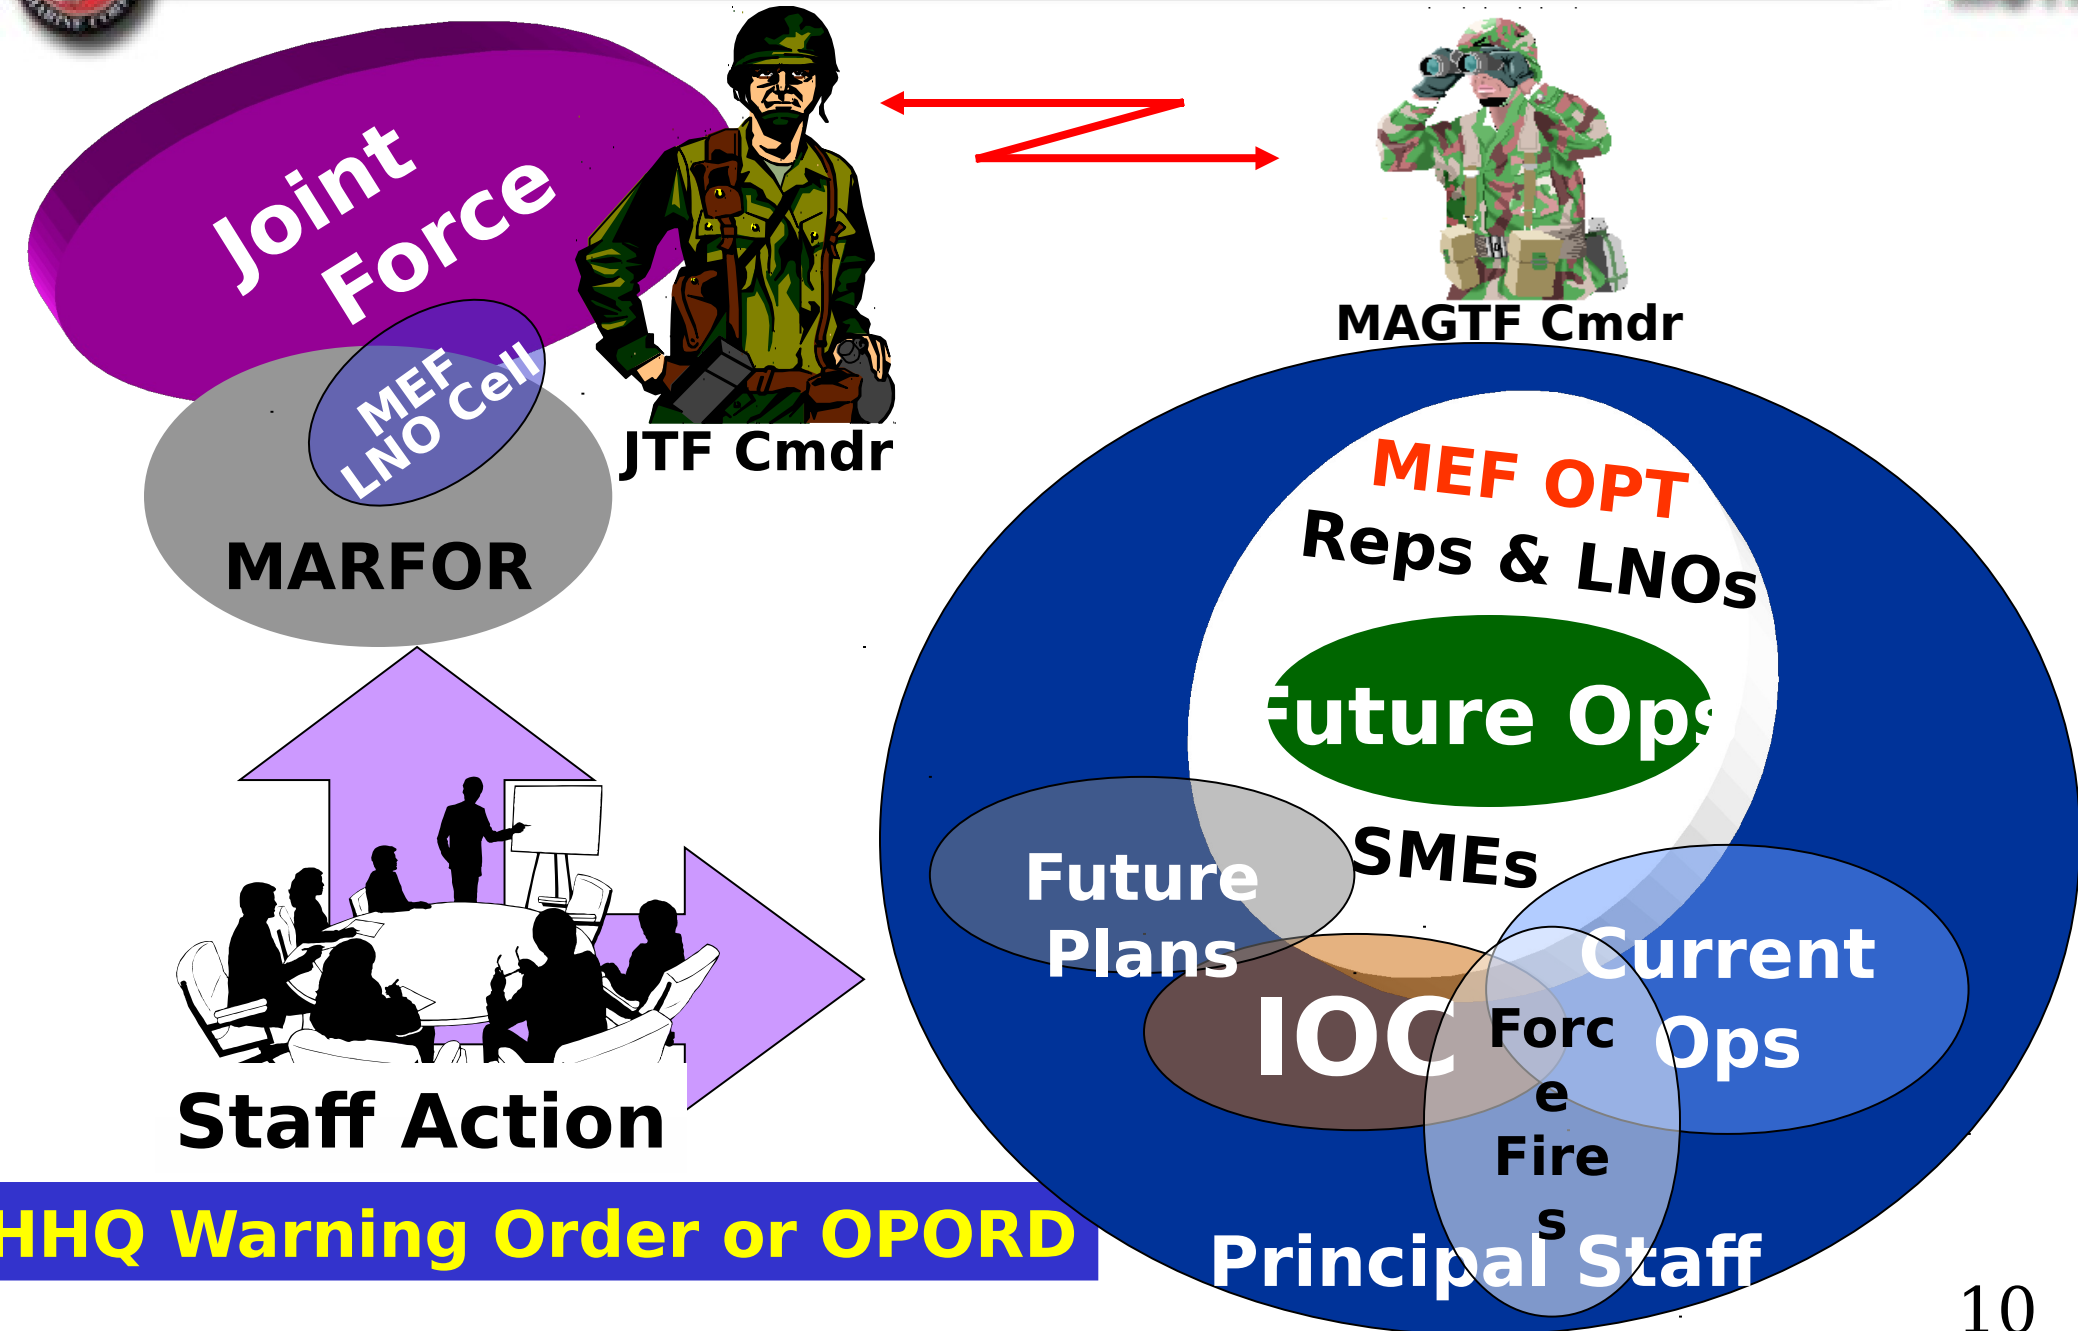 Joint
Force
MEF
LNO Cell
MARFOR
JTF Cmdr
MAGTF Cmdr
MEF OPT
Reps & LNOs
Future Ops
SMEs
Future
Plans
IOC
Current
Ops
Forc
e
Fire
s
Principal Staff
Staff Action
HHQ Warning Order or OPORD
10